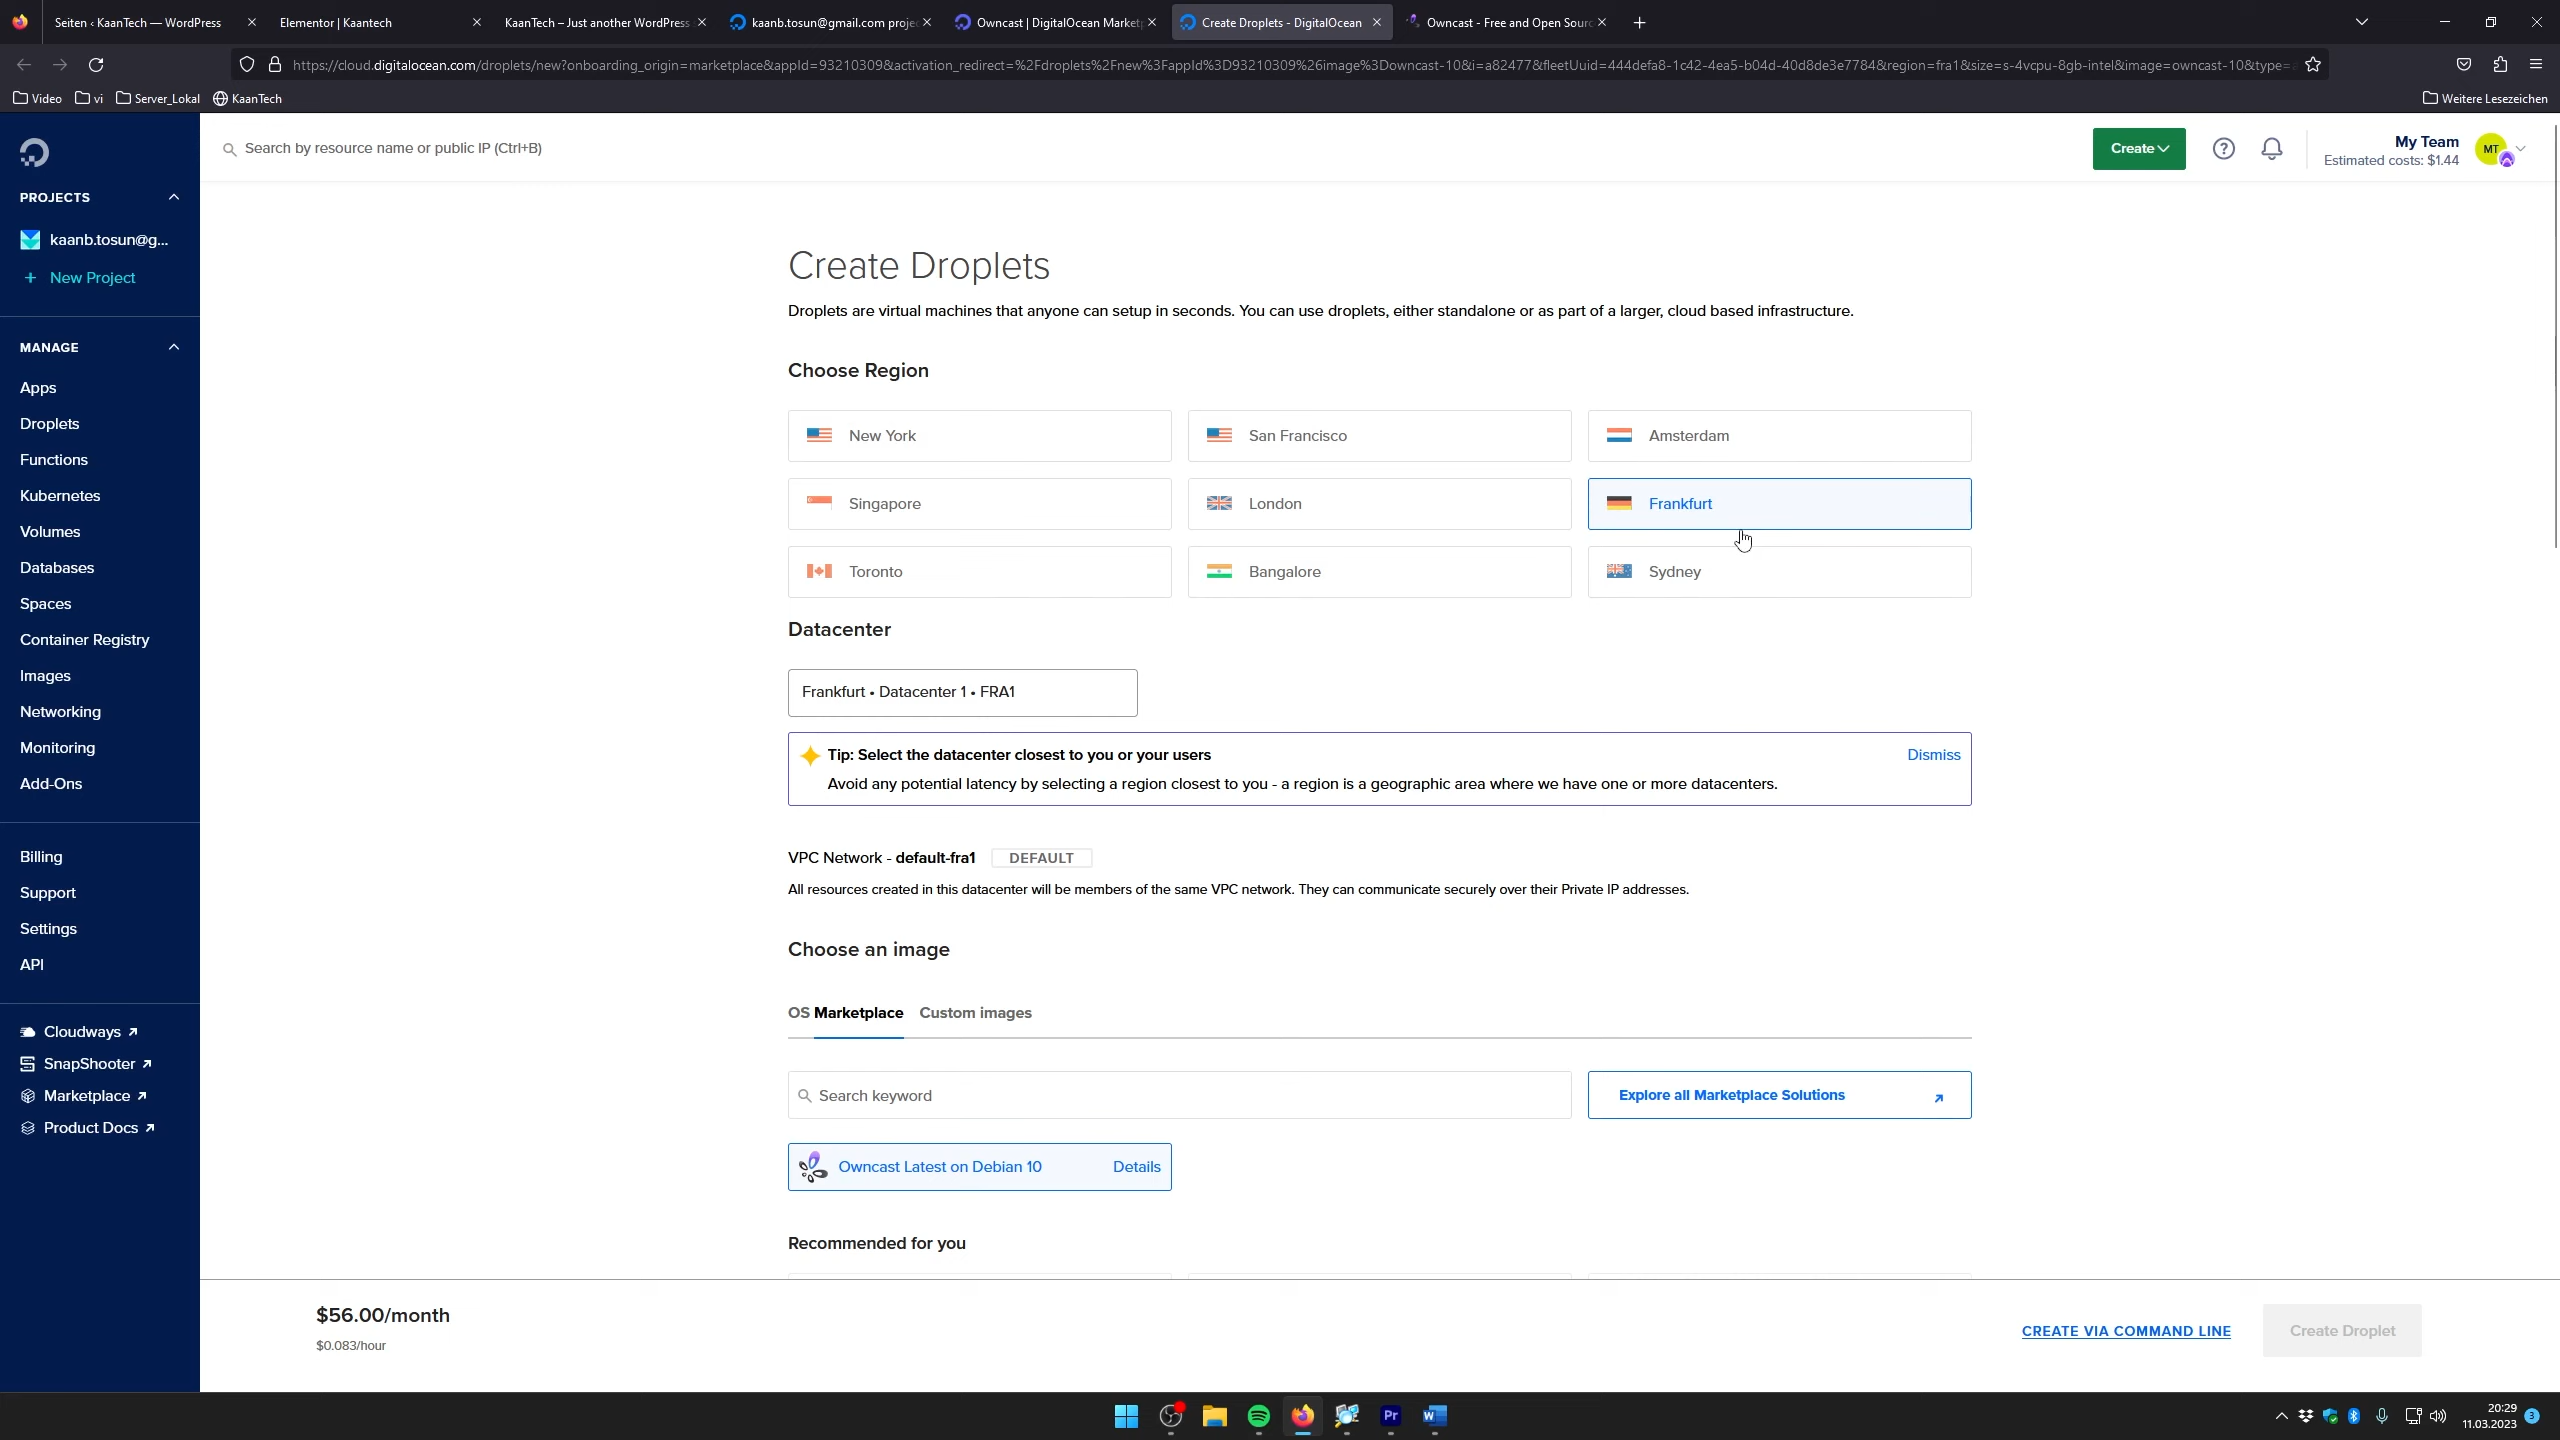 Seiten ‹ KaanTech — WordPress
Elementor | Kaantech
KaanTech – Just another WordPress
kaanb.tosun@gmail.com proje
Owncast | DigitalOcean Market
Create Droplets - DigitalOcean
Owncast - Free and Open Sourc
https://cloud.digitalocean.com/droplets/new?onboarding_origin=marketplace&appId=93210309&activation_redirect=%2Fdroplets%2Fnew%3FappId%3D93210309%26image%3Downcast-10&i=a82477&fleetUuid=444defa8-1c42-4ea5-b04d-40d8de3e7784&region=fra1&size=s-4vcpu-8gb-intel&image=owncast-10&type=
Video
vi
Server_Lokal
KaanTech
Weitere Lesezeichen
Search by resource name or public IP (Ctrl+B)
Create
My Team
Estimated costs: $1.44
MT
PROJECTS
kaanb.tosun@g...
+ New Project
MANAGE
Apps
Droplets
Functions
Kubernetes
Volumes
Databases
Spaces
Container Registry
Images
Networking
Monitoring
Add-Ons
Billing
Support
Settings
API
Cloudways
SnapShooter
Marketplace
Product Docs
Create Droplets
Droplets are virtual machines that anyone can setup in seconds. You can use droplets, either standalone or as part of a larger, cloud based infrastructure.
Choose Region
New York
San Francisco
Amsterdam
Singapore
London
Frankfurt
Toronto
Bangalore
Sydney
Datacenter
Frankfurt • Datacenter 1 • FRA1
Tip: Select the datacenter closest to you or your users
Dismiss
Avoid any potential latency by selecting a region closest to you - a region is a geographic area where we have one or more datacenters.
VPC Network - default-fra1 DEFAULT
All resources created in this datacenter will be members of the same VPC network. They can communicate securely over their Private IP addresses.
Choose an image
OS Marketplace Custom images
Search keyword
Explore all Marketplace Solutions
Owncast Latest on Debian 10
Details
Recommended for you
$56.00/month
$0.083/hour
CREATE VIA COMMAND LINE
Create Droplet
Pr
W
20:29
11.03.2023
3